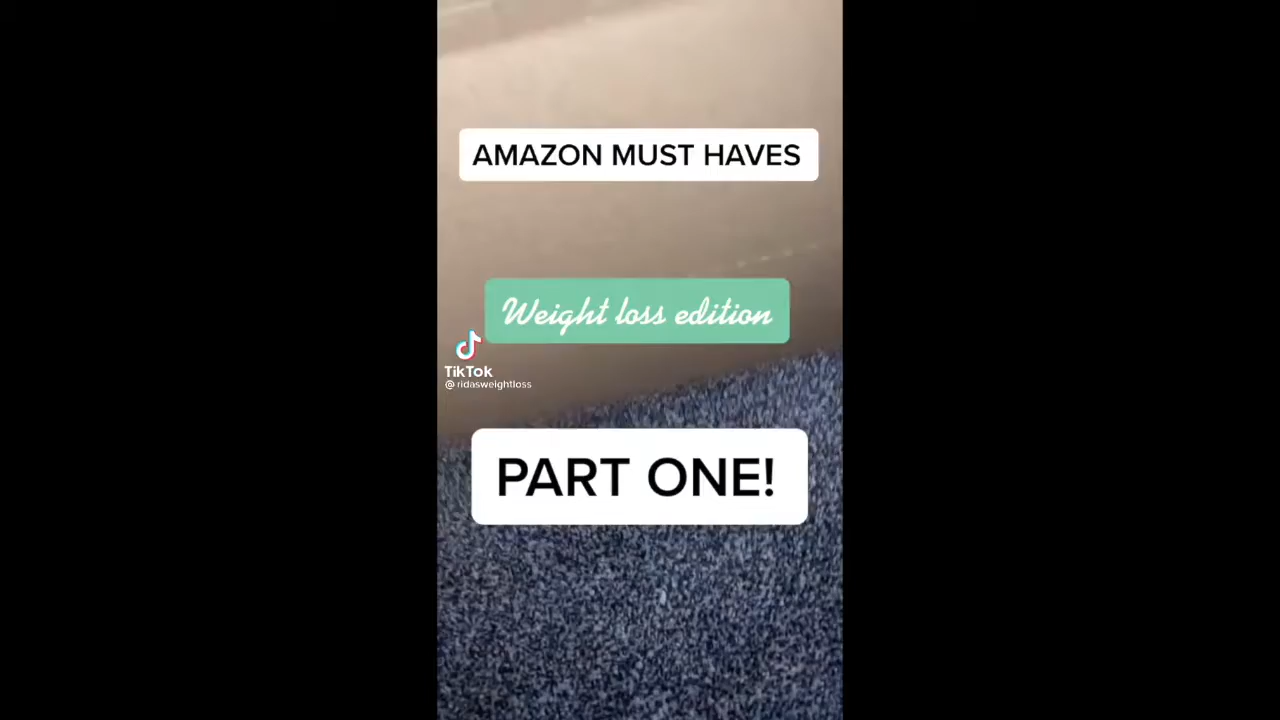 AMAZON MUST HAVES
Weight loss edition
TikTok
@ridasweightloss
PART ONE!